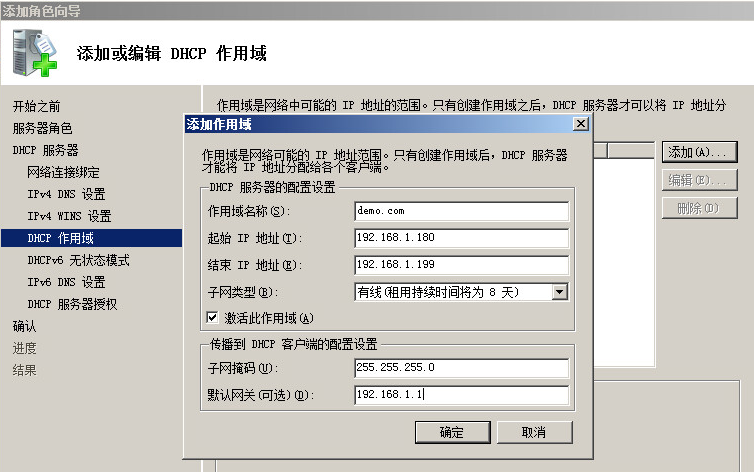 添加角色向导
添加或编辑 DHCP 作用域
开始之前
服务器角色
DHCP 服务器
网络连接绑定
IPv4 DNS 设置
IPv4 WINS 设置
DHCP 作用域
DHCPv6 无状态模式
IPv6 DNS 设置
DHCP 服务器授权
确认
进度
结果
作用域是网络中可能的 IP 地址的范围。只有创建作用域之后，DHCP 服务器才可以将 IP 地址分
添加(A)...
编辑(E)...
删除(D)
添加作用域
作用域是网络可能的 IP 地址范围。只有创建作用域后，DHCP 服务器
才能将 IP 地址分配给各个客户端。
DHCP 服务器的配置设置
作用域名称(S): demo.com
起始 IP 地址(T): 192.168.1.180
结束 IP 地址(E): 192.168.1.199
子网类型(B): 有线(租用持续时间将为 8 天)
激活此作用域(A)
传播到 DHCP 客户端的配置设置
子网掩码(U): 255.255.255.0
默认网关(可选)(D): 192.168.1.1
确定 取消